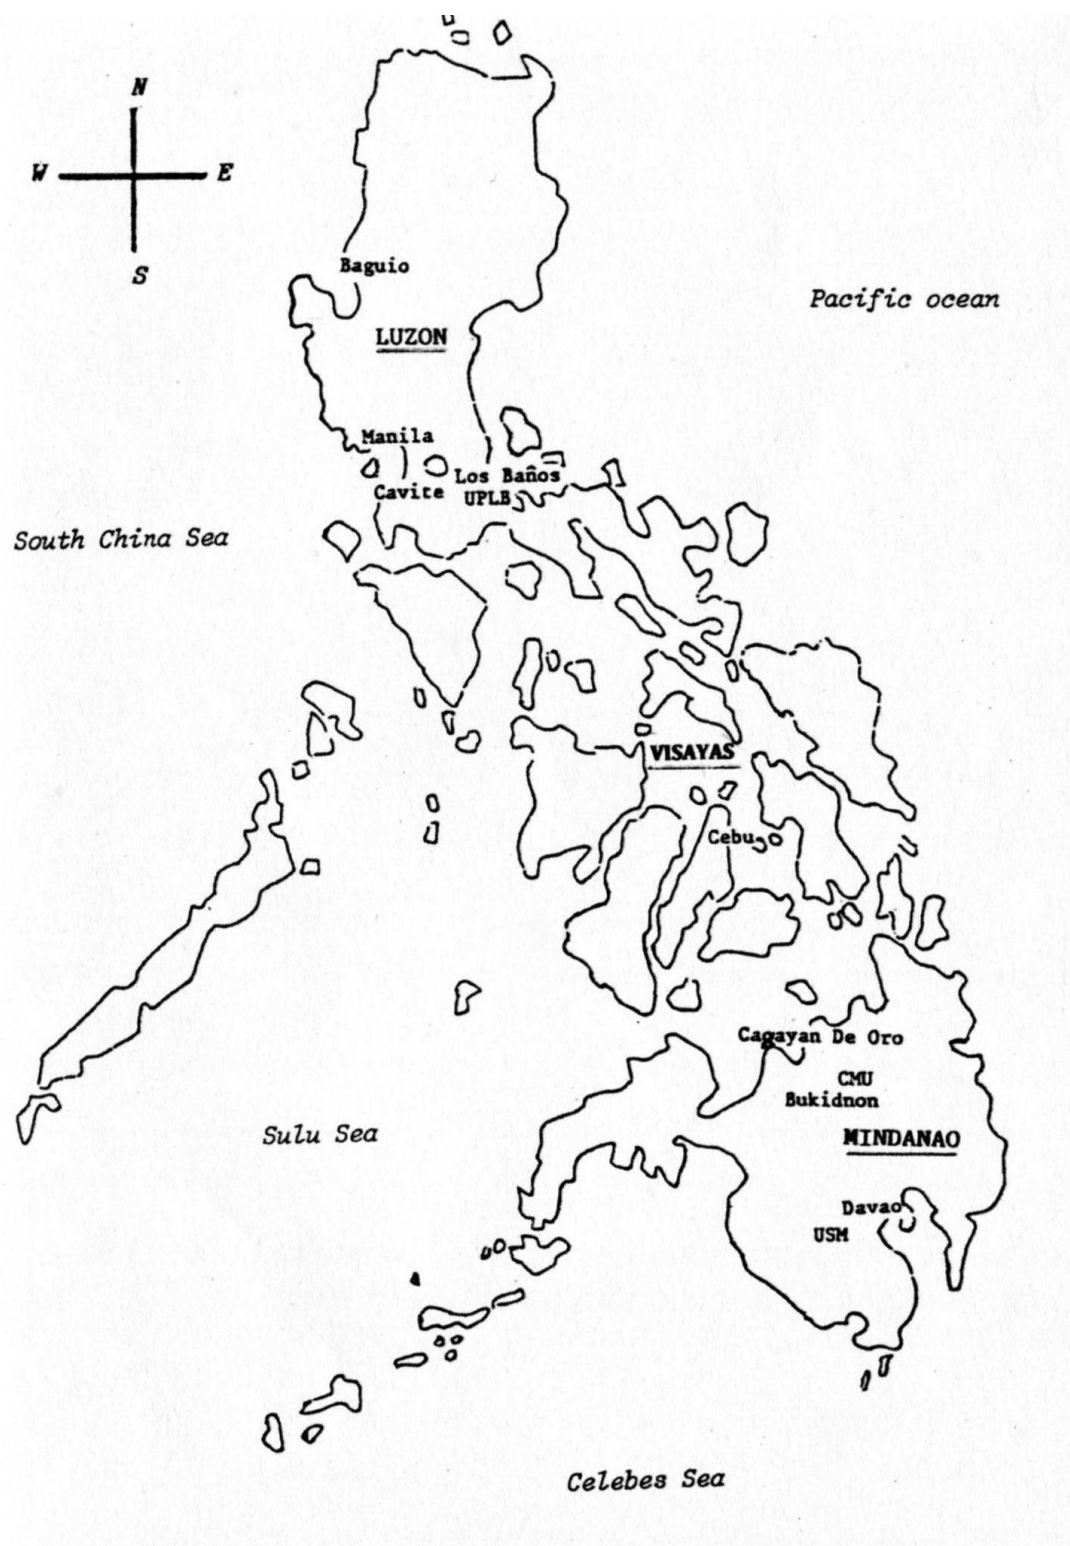 N
W E
S
Baguio
Pacific ocean
LUZON
Manila
Los Baños
Cavite UPLB
South China Sea
VISAYAS
Cebu
Cagayan De Oro
CMU
Bukidnon
Sulu Sea
MINDANAO
Davao
USM
Celebes Sea